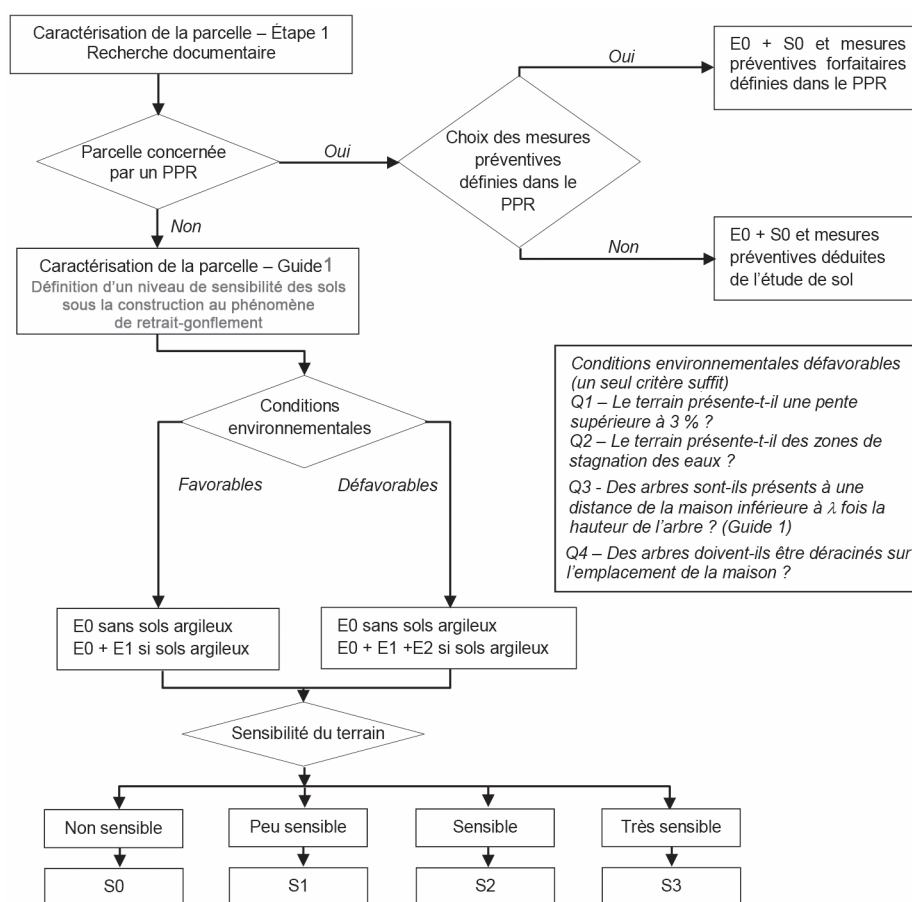 Caractérisation de la parcelle – Étape 1
Recherche documentaire
Oui
E0 + S0 et mesures
préventives forfaitaires
définies dans le PPR
Parcelle concernée
par un PPR
Oui
Choix des mesures
préventives
définies dans le
PPR
Non
Non
E0 + S0 et mesures
préventives déduites
de l’étude de sol
Caractérisation de la parcelle – Guide1
Définition d’un niveau de sensibilité des sols
sous la construction au phénomène
de retrait-gonflement
Conditions
environnementales
Favorables
Défavorables
Conditions environnementales défavorables
(un seul critère suffit)
Q1 – Le terrain présente-t-il une pente
supérieure à 3 % ?
Q2 – Le terrain présente-t-il des zones de
stagnation des eaux ?
Q3 - Des arbres sont-ils présents à une
distance de la maison inférieure à λ fois la
hauteur de l’arbre ? (Guide 1)
Q4 – Des arbres doivent-ils être déracinés sur
l’emplacement de la maison ?
E0 sans sols argileux
E0 + E1 si sols argileux
E0 sans sols argileux
E0 + E1 +E2 si sols argileux
Sensibilité du terrain
Non sensible
Peu sensible
Sensible
Très sensible
S0
S1
S2
S3